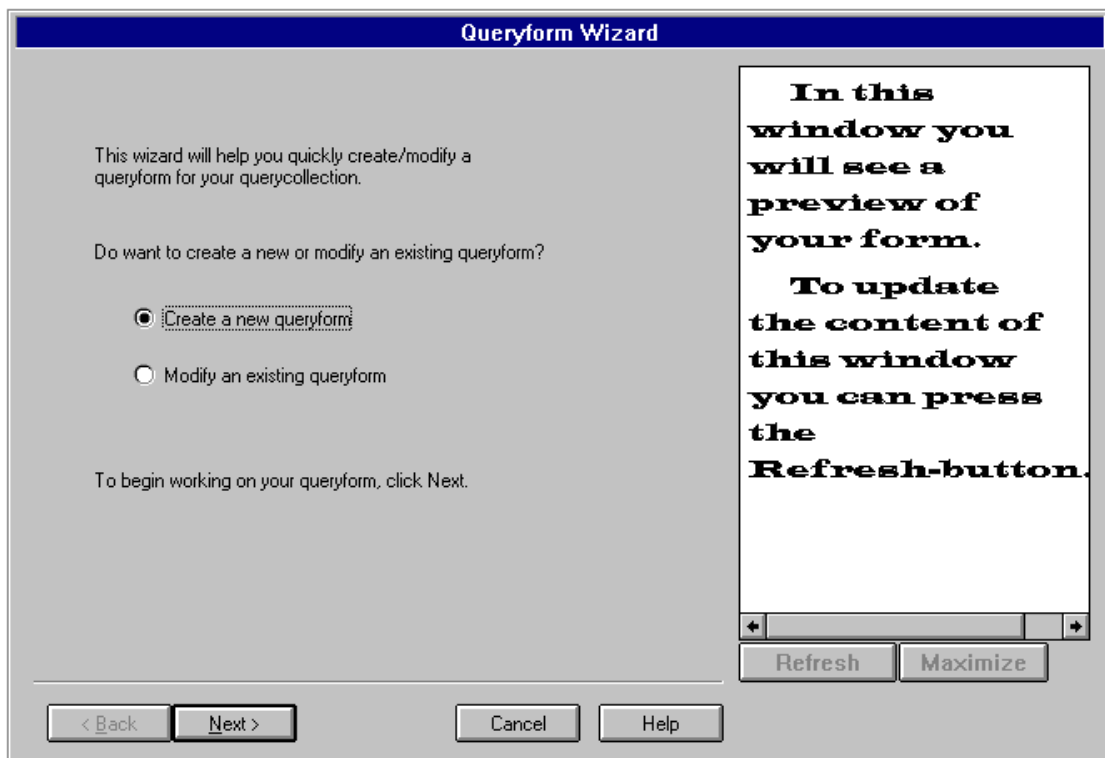 Queryform Wizard
This wizard will help you quickly create/modify a
queryform for your querycollection.
Do want to create a new or modify an existing queryform?
Create a new queryform
Modify an existing queryform
To begin working on your queryform, click Next.
In this
window you
will see a
preview of
your form.
To update
the content of
this window
you can press
the
Refresh-button.
Refresh
Maximize
< Back
Next >
Cancel
Help